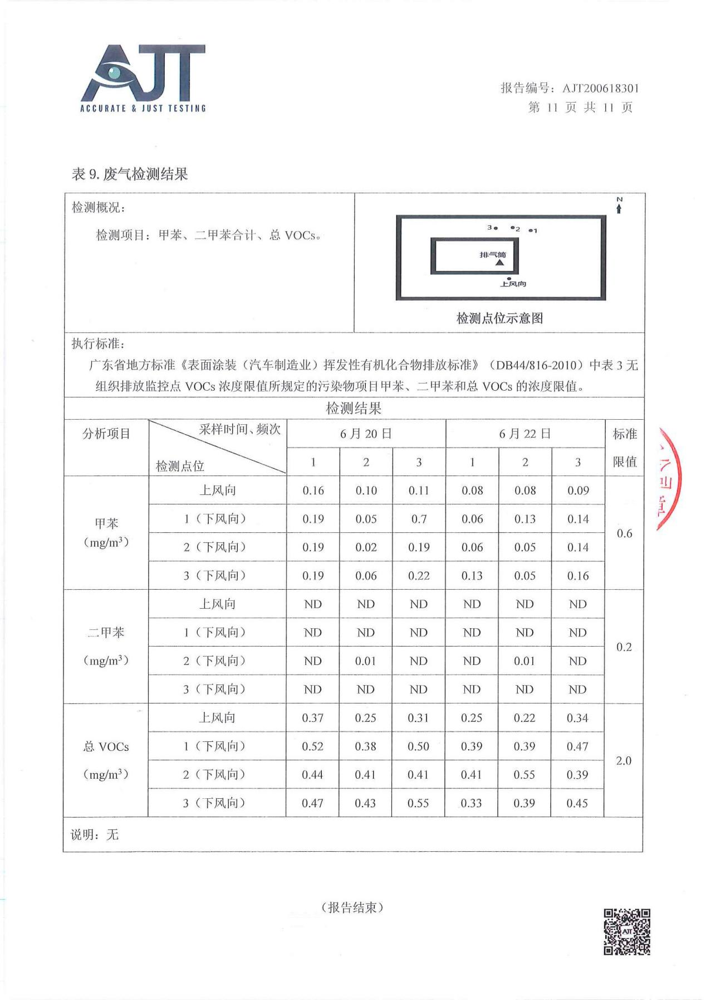 AJT
ACCURATE & JUST TESTING
报告编号：AJT200618301
第 11 页 共 11 页
表 9. 废气检测结果
检测概况：
检测项目：甲苯、二甲苯合计、总 VOCs。
N
3 2 1
排气筒
上风向
检测点位示意图
执行标准：
广东省地方标准《表面涂装（汽车制造业）挥发性有机化合物排放标准》（DB44/816-2010）中表 3 无
组织排放监控点 VOCs 浓度限值所规定的污染物项目甲苯、二甲苯和总 VOCs 的浓度限值。
检测结果
分析项目 采样时间、频次 6 月 20 日 6 月 22 日 标准
检测点位 1 2 3 1 2 3 限值
甲苯
（mg/m³）
上风向 0.16 0.10 0.11 0.08 0.08 0.09
1（下风向） 0.19 0.05 0.7 0.06 0.13 0.14
2（下风向） 0.19 0.02 0.19 0.06 0.05 0.14
3（下风向） 0.19 0.06 0.22 0.13 0.05 0.16
0.6
二甲苯
（mg/m³）
上风向 ND ND ND ND ND ND
1（下风向） ND ND ND ND ND ND
2（下风向） ND 0.01 ND ND 0.01 ND
3（下风向） ND ND ND ND ND ND
0.2
总 VOCs
（mg/m³）
上风向 0.37 0.25 0.31 0.25 0.22 0.34
1（下风向） 0.52 0.38 0.50 0.39 0.39 0.47
2（下风向） 0.44 0.41 0.41 0.41 0.55 0.39
3（下风向） 0.47 0.43 0.55 0.33 0.39 0.45
2.0
说明：无
（报告结束）
AJT